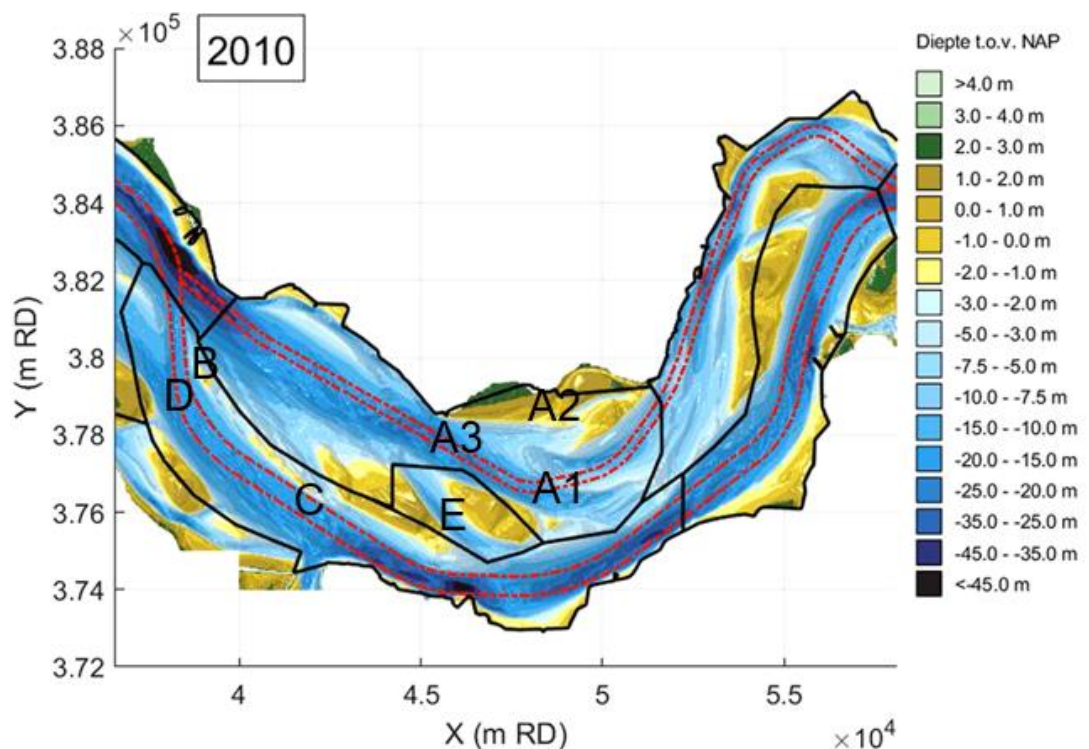 × 10⁵
2010
3.88
3.86
3.84
3.82
3.8
3.78
3.76
3.74
3.72
Y (m RD)
4
4.5
5
5.5
X (m RD)
× 10⁴
B
D
A2
A3
A1
C
E
Diepte t.o.v. NAP
>4.0 m
3.0 - 4.0 m
2.0 - 3.0 m
1.0 - 2.0 m
0.0 - 1.0 m
-1.0 - 0.0 m
-2.0 - -1.0 m
-3.0 - -2.0 m
-5.0 - -3.0 m
-7.5 - -5.0 m
-10.0 - -7.5 m
-15.0 - -10.0 m
-20.0 - -15.0 m
-25.0 - -20.0 m
-35.0 - -25.0 m
-45.0 - -35.0 m
<-45.0 m